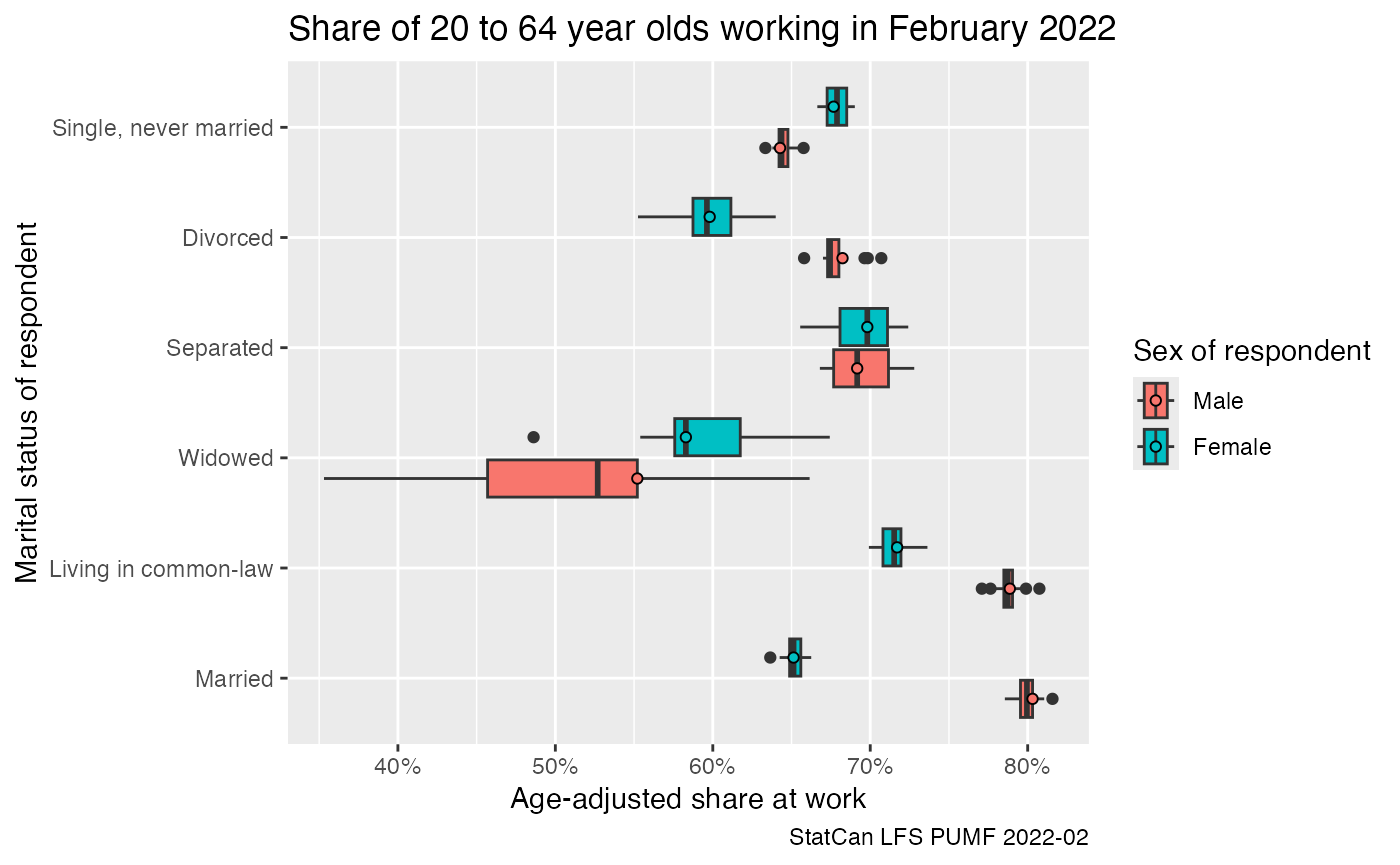 Share of 20 to 64 year olds working in February 2022
Marital status of respondent
Single, never married
Divorced
Separated
Widowed
Living in common-law
Married
40% 50% 60% 70% 80%
Age-adjusted share at work
StatCan LFS PUMF 2022-02
Sex of respondent
Male
Female